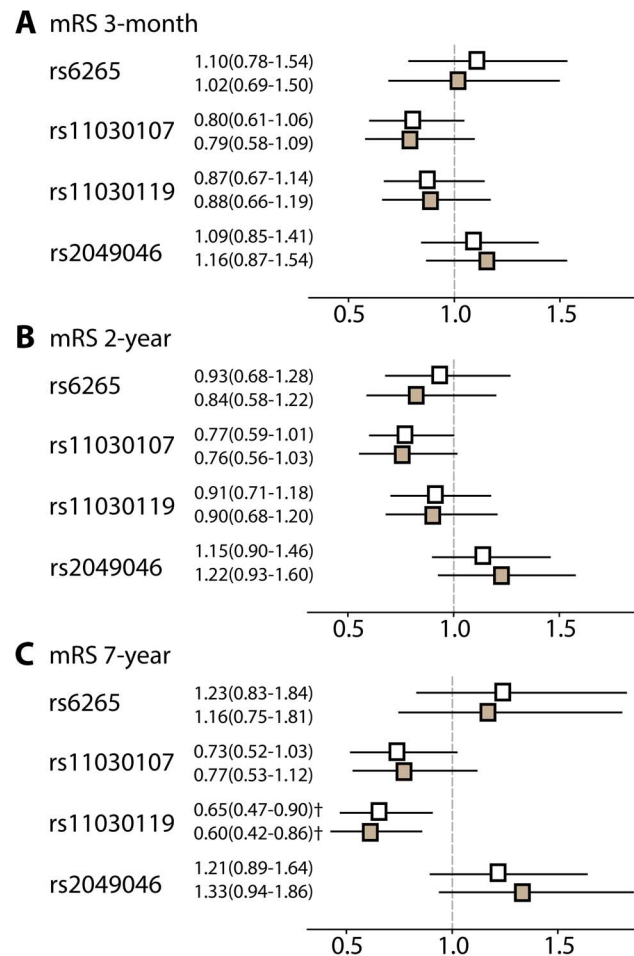 A mRS 3-month
rs6265
1.10(0.78-1.54)
1.02(0.69-1.50)
rs11030107
0.80(0.61-1.06)
0.79(0.58-1.09)
rs11030119
0.87(0.67-1.14)
0.88(0.66-1.19)
rs2049046
1.09(0.85-1.41)
1.16(0.87-1.54)
0.5 1.0 1.5
B mRS 2-year
rs6265
0.93(0.68-1.28)
0.84(0.58-1.22)
rs11030107
0.77(0.59-1.01)
0.76(0.56-1.03)
rs11030119
0.91(0.71-1.18)
0.90(0.68-1.20)
rs2049046
1.15(0.90-1.46)
1.22(0.93-1.60)
0.5 1.0 1.5
C mRS 7-year
rs6265
1.23(0.83-1.84)
1.16(0.75-1.81)
rs11030107
0.73(0.52-1.03)
0.77(0.53-1.12)
rs11030119
0.65(0.47-0.90)†
0.60(0.42-0.86)†
rs2049046
1.21(0.89-1.64)
1.33(0.94-1.86)
0.5 1.0 1.5